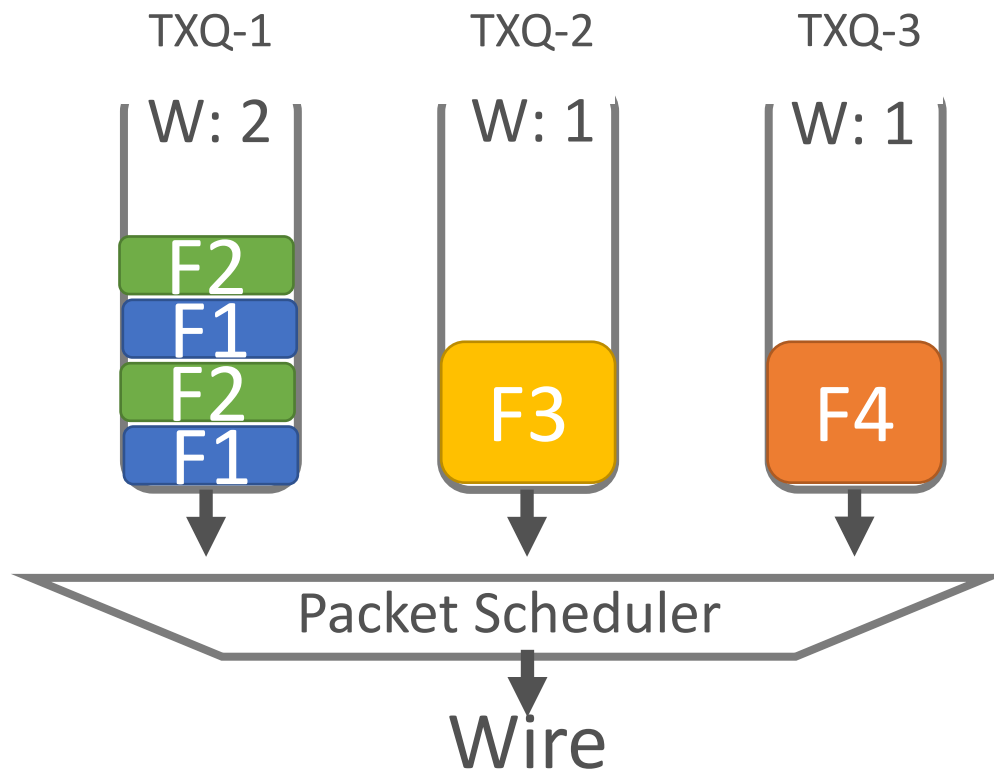 TXQ-1 TXQ-2 TXQ-3
W: 2 W: 1 W: 1
F2
F1
F2
F1
F3 F4
Packet Scheduler
Wire